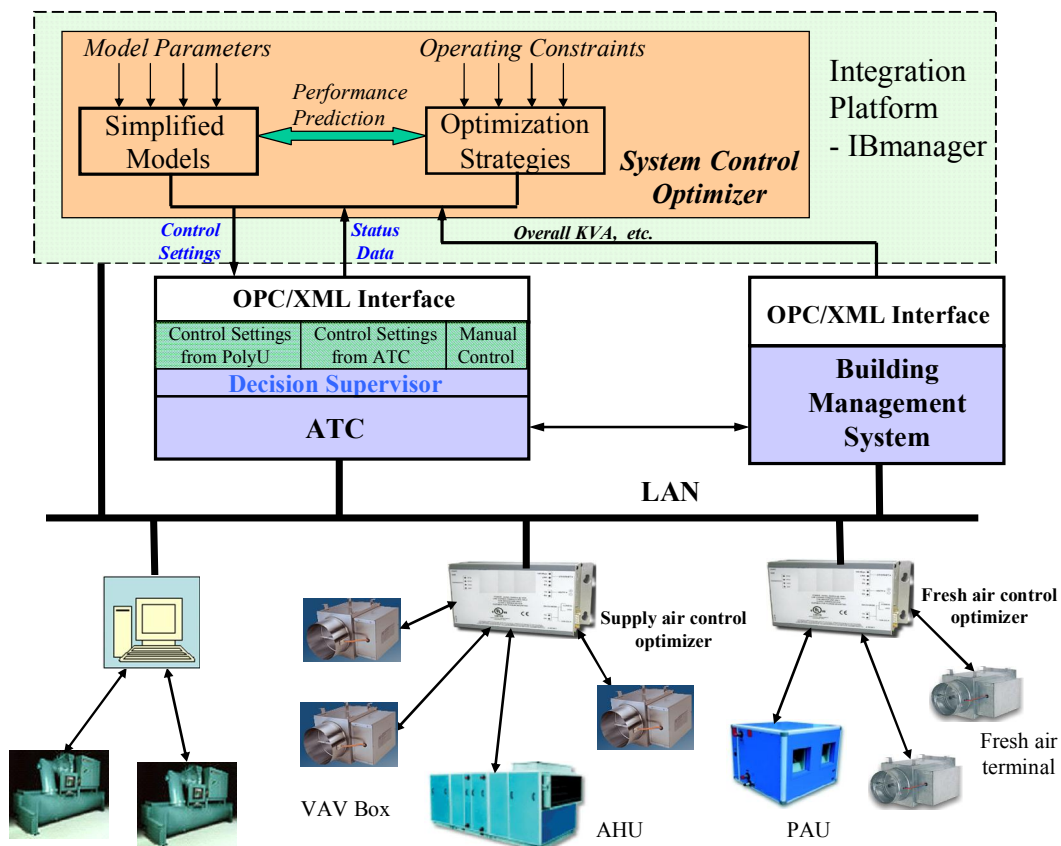 Model Parameters
Operating Constraints
Performance
Prediction
Simplified
Models
Optimization
Strategies
System Control
Optimizer
Integration
Platform
- IBmanager
Control
Settings
Status
Data
Overall KVA, etc.
OPC/XML Interface
Control Settings
from PolyU
Control Settings
from ATC
Manual
Control
Decision Supervisor
ATC
OPC/XML Interface
Building
Management
System
LAN
Supply air control
optimizer
Fresh air control
optimizer
VAV Box
AHU
PAU
Fresh air
terminal